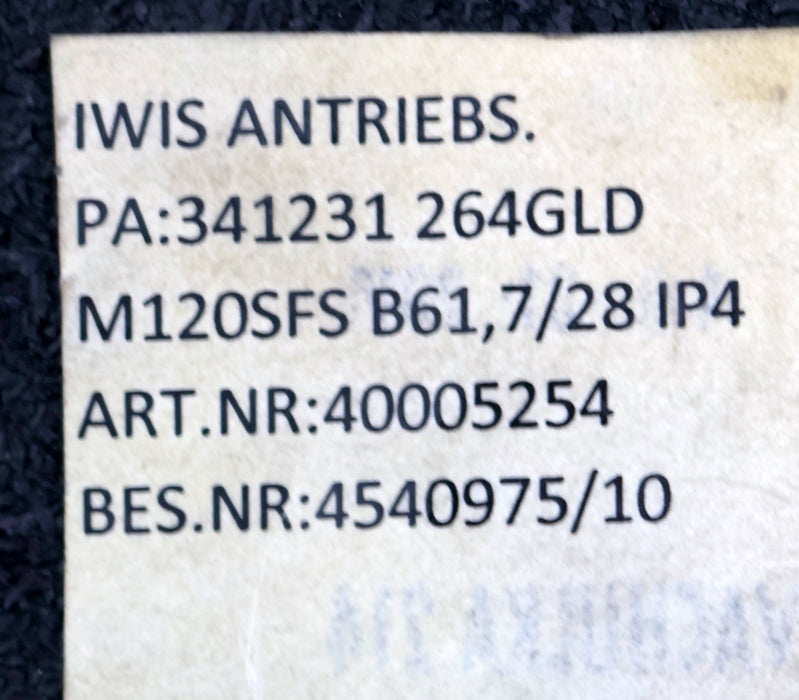 IWIS ANTRIEBS.
PA:341231 264GLD
M120SFS B61,7/28 IP4
ART.NR:40005254
BES.NR:4540975/10